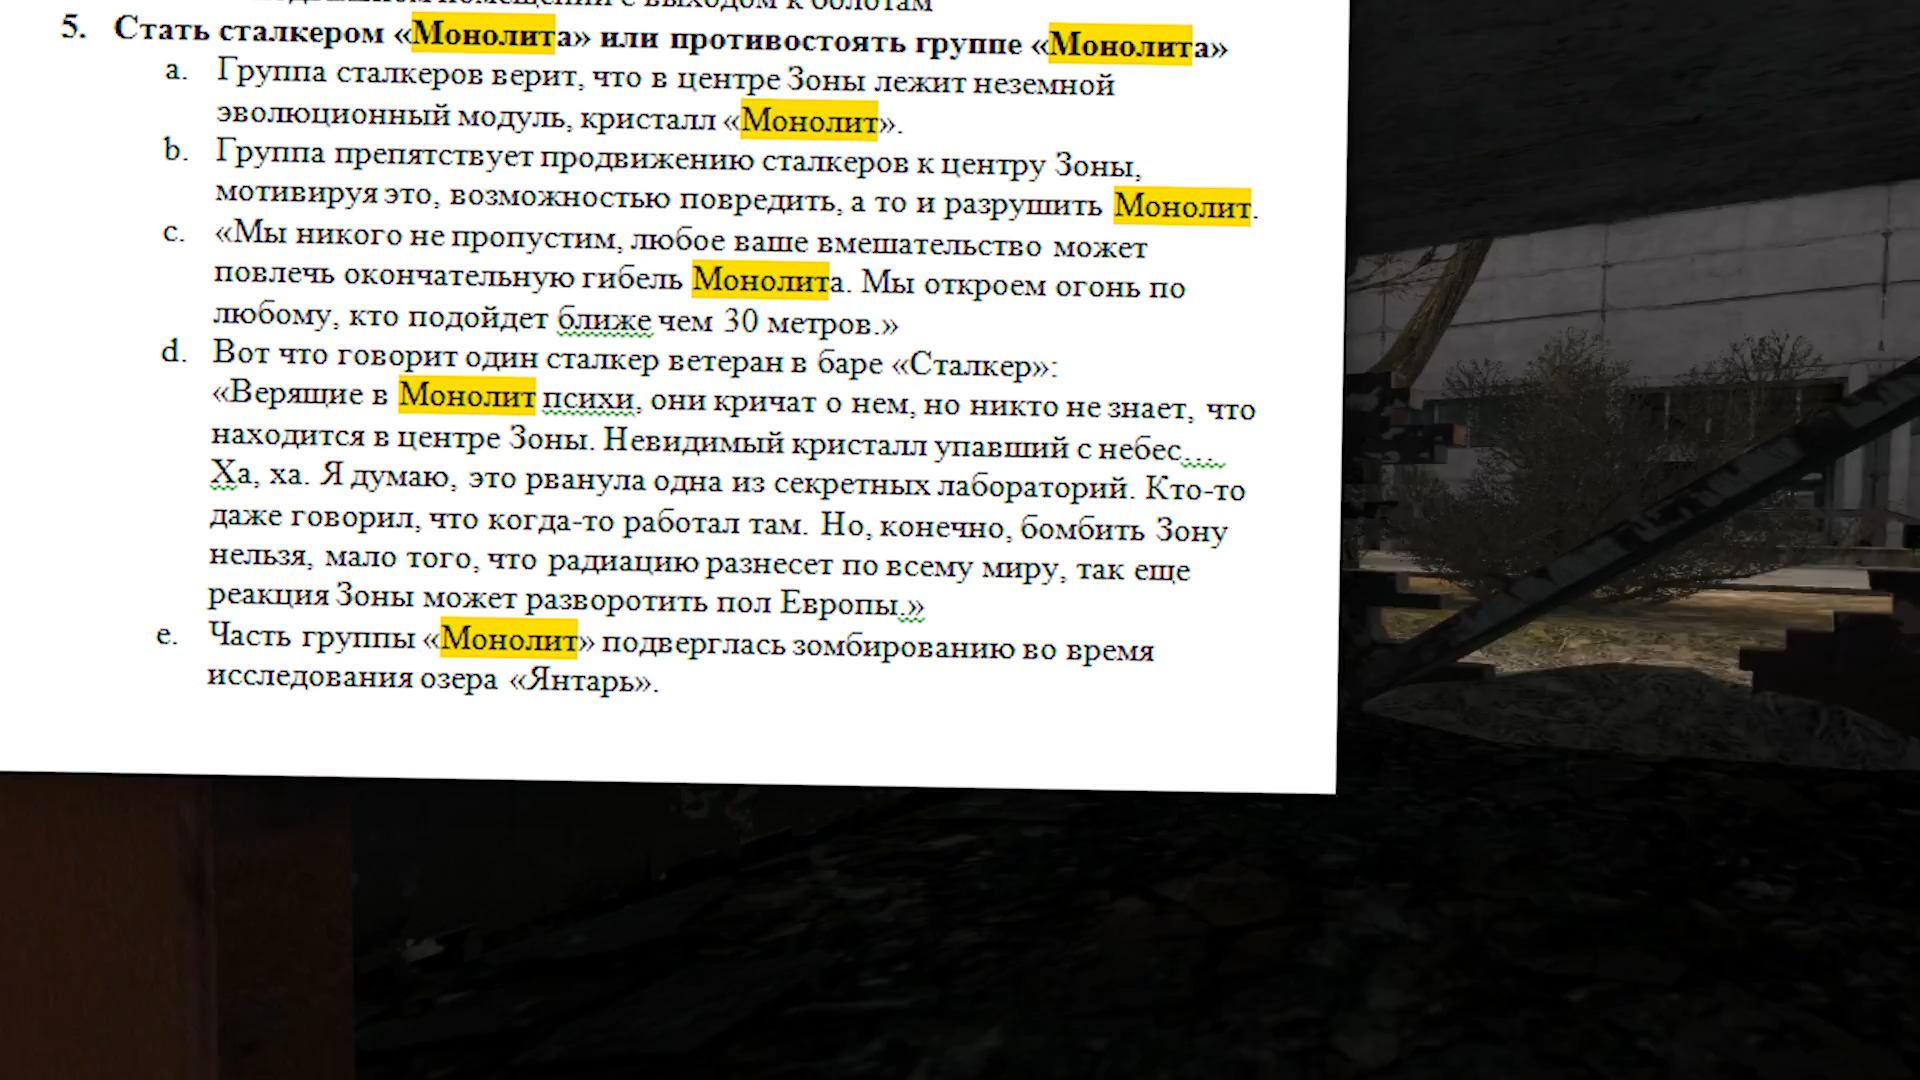 помещении с выходом к болотам
5. Стать сталкером «Монолита» или противостоять группе «Монолита»
a. Группа сталкеров верит, что в центре Зоны лежит неземной
эволюционный модуль, кристалл «Монолит».
b. Группа препятствует продвижению сталкеров к центру Зоны,
мотивируя это, возможностью повредить, а то и разрушить Монолит.
c. «Мы никого не пропустим, любое ваше вмешательство может
повлечь окончательную гибель Монолита. Мы откроем огонь по
любому, кто подойдет ближе чем 30 метров.»
d. Вот что говорит один сталкер ветеран в баре «Сталкер»:
«Верящие в Монолит психи, они кричат о нем, но никто не знает, что
находится в центре Зоны. Невидимый кристалл упавший с небес…
Ха, ха. Я думаю, это рванула одна из секретных лабораторий. Кто-то
даже говорил, что когда-то работал там. Но, конечно, бомбить Зону
нельзя, мало того, что радиацию разнесет по всему миру, так еще
реакция Зоны может разворотить пол Европы.»
e. Часть группы «Монолит» подверглась зомбированию во время
исследования озера «Янтарь».